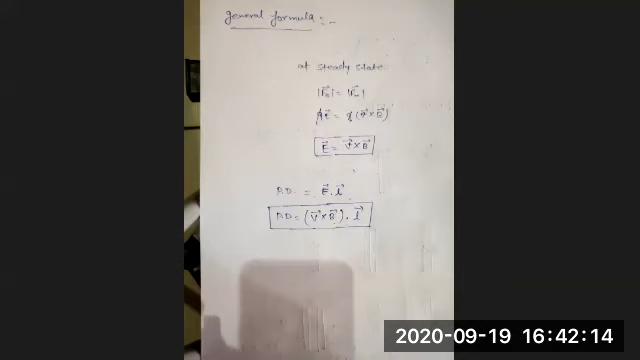 general formula :-
at steady state
|F⃗e| = |F⃗m|
qE⃗ = q(v⃗×B⃗)
E⃗ = v⃗×B⃗
P.D. = E⃗.l⃗
P.D = (v⃗×B⃗). l⃗
2020-09-19 16:42:14